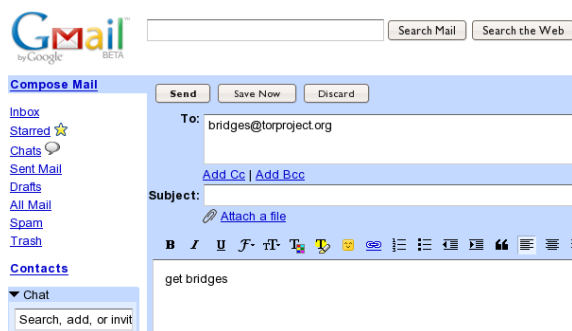 Gmail
by Google BETA
Search Mail Search the Web
Compose Mail
Send Save Now Discard
Inbox
To: bridges@torproject.org
Starred
Chats
Sent Mail
Add Cc | Add Bcc
Drafts
Subject:
All Mail
Attach a file
Spam
Trash
B I U F TT T T
Contacts
get bridges
Chat
Search, add, or invit